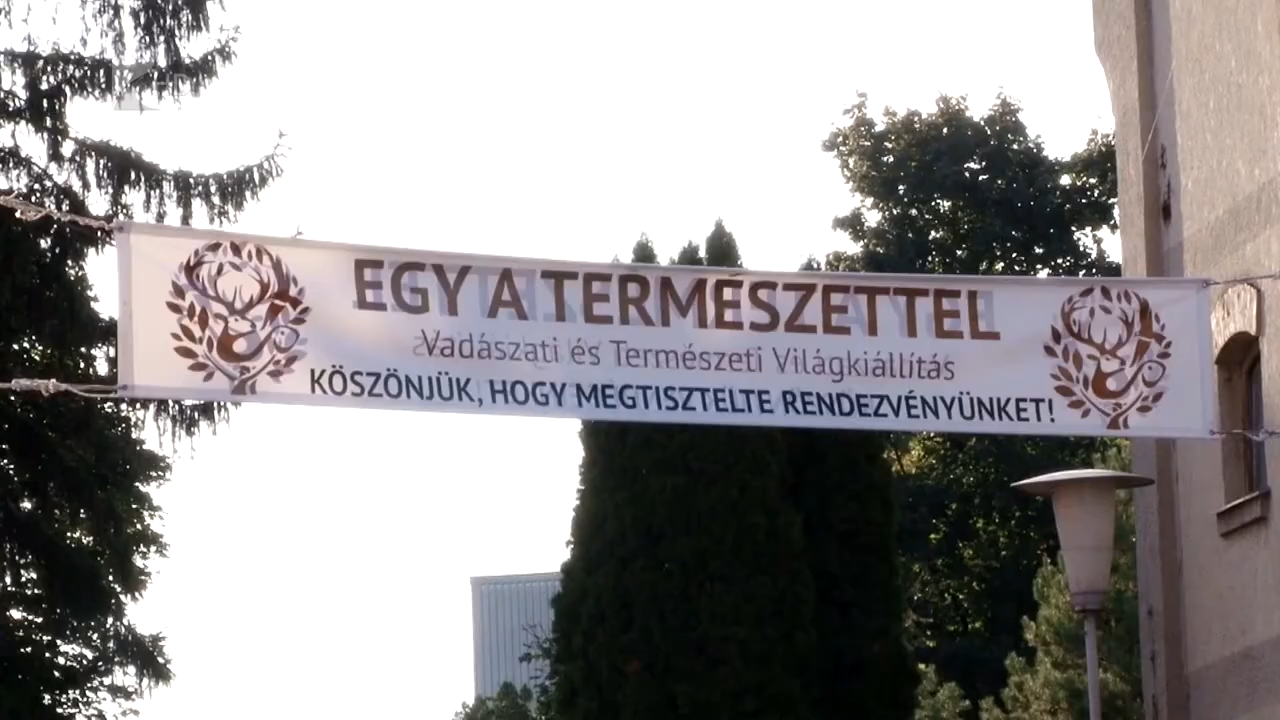 EGY A TERMÉSZETTEL
Vadászati és Természeti Világkiállítás
KÖSZÖNJÜK, HOGY MEGTISZTELTE RENDEZVÉNYÜNKET!